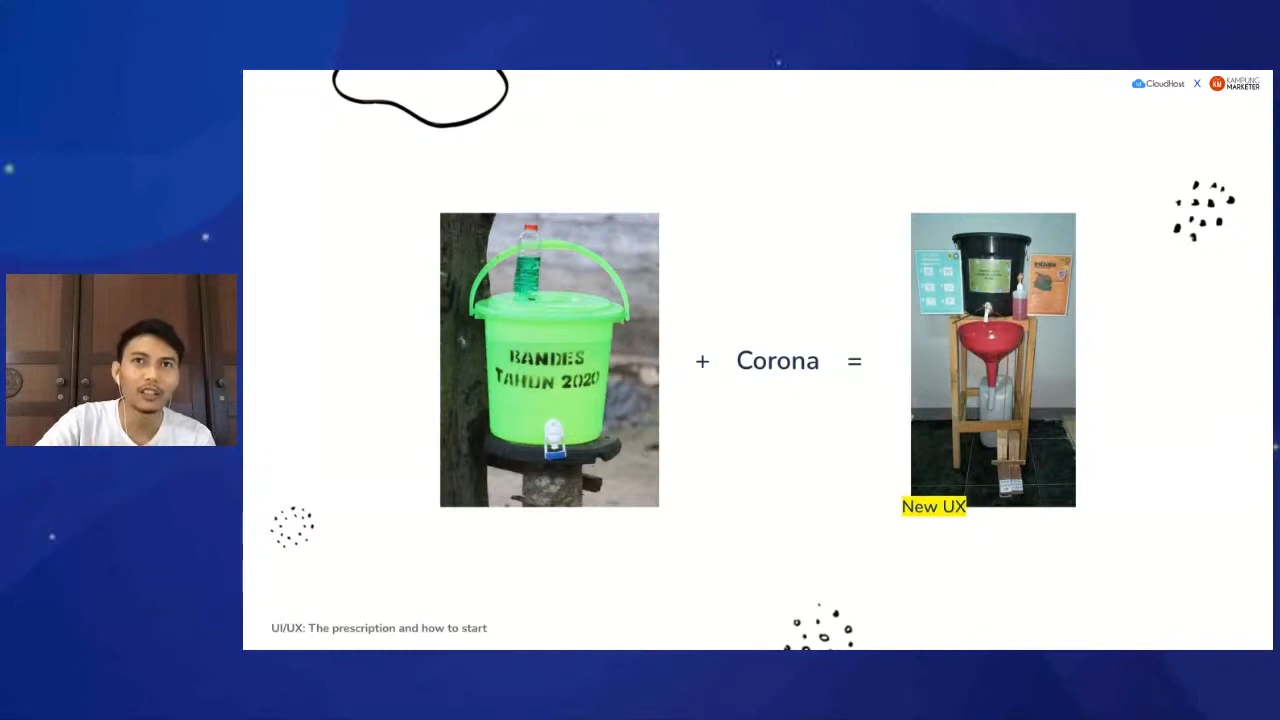 CloudHost X KAMPUNG MARKETER
BANDES
TAHUN 2020
+ Corona =
New UX
UI/UX: The prescription and how to start